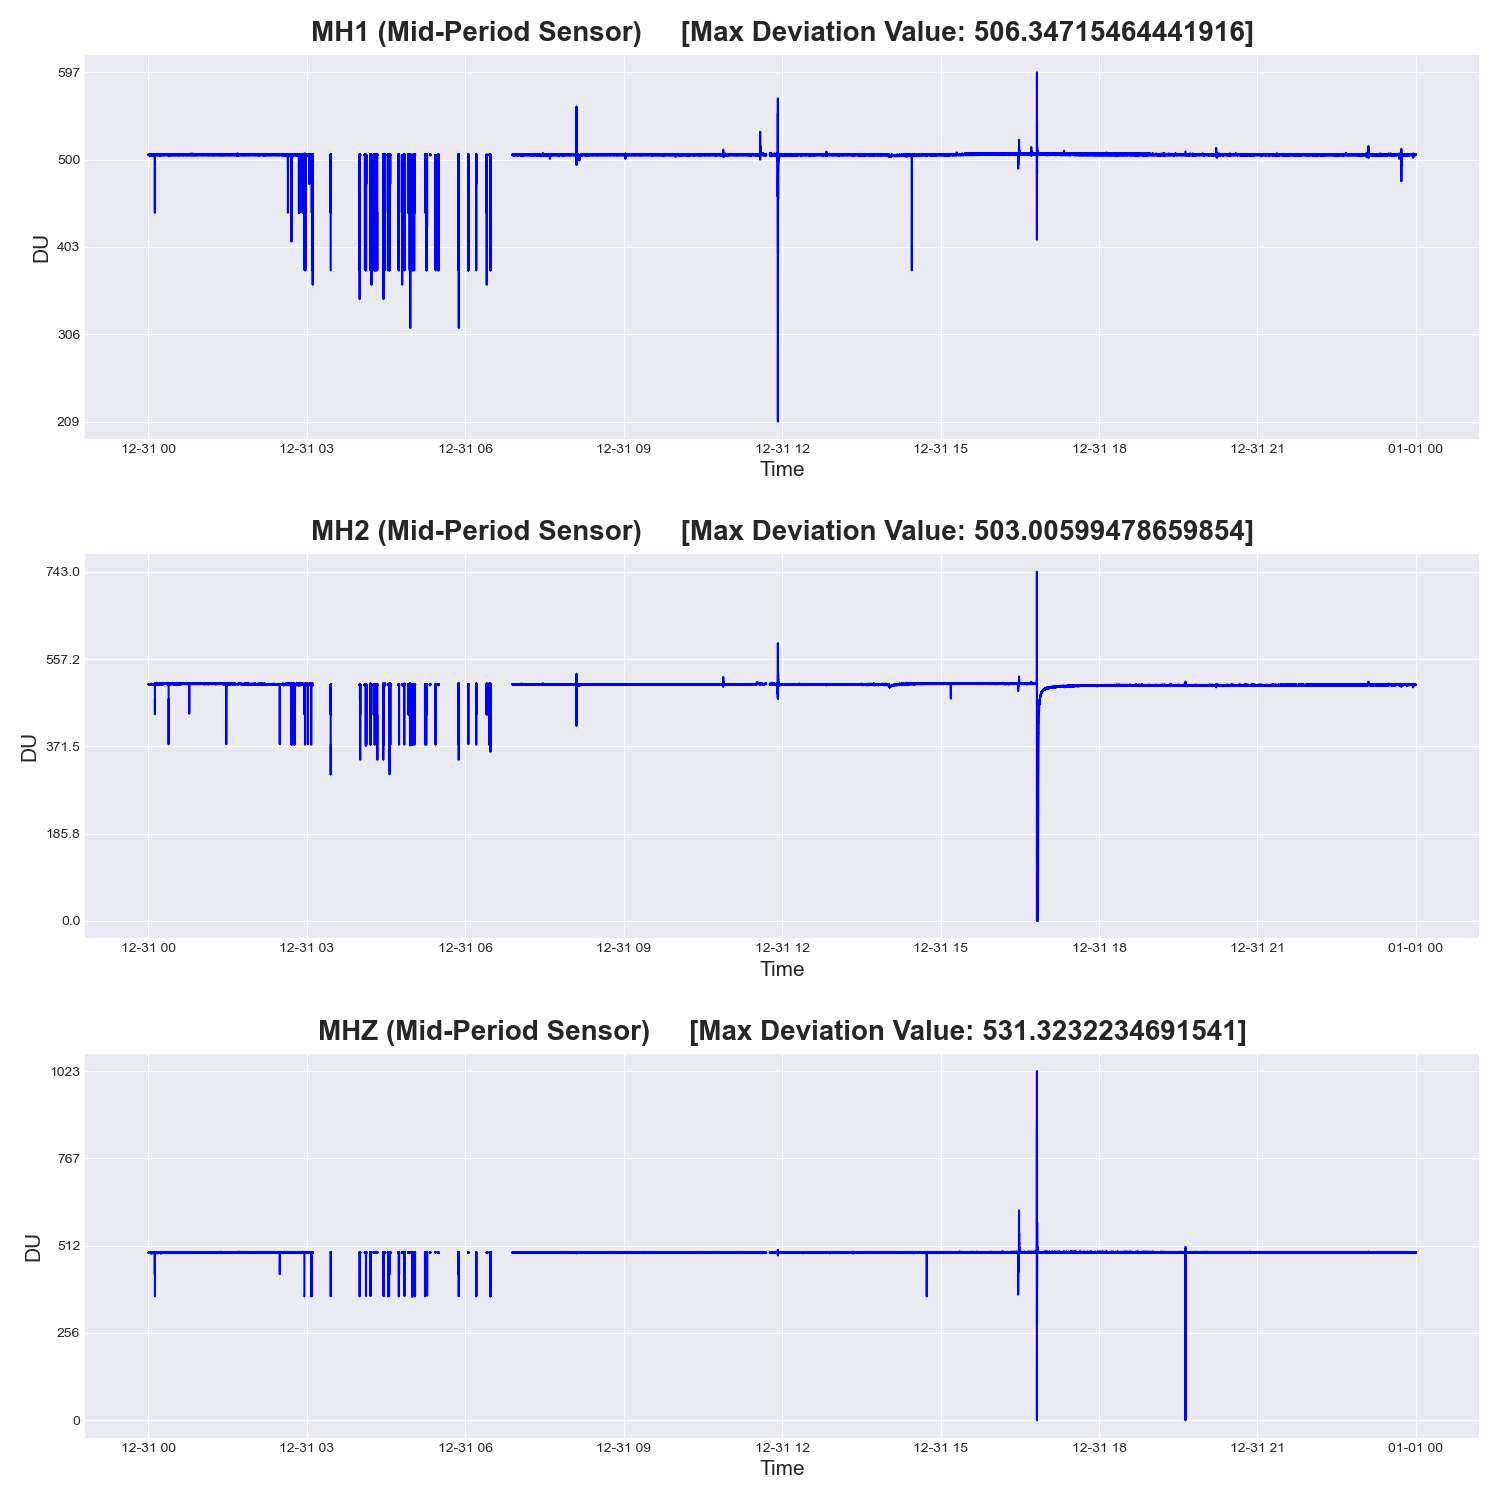 MH1 (Mid-Period Sensor) [Max Deviation Value: 506.34715464441916]
597
500
403
306
209
DU
12-31 00 12-31 03 12-31 06 12-31 09 12-31 12 12-31 15 12-31 18 12-31 21 01-01 00
Time
MH2 (Mid-Period Sensor) [Max Deviation Value: 503.00599478659854]
743.0
557.2
371.5
185.8
0.0
DU
12-31 00 12-31 03 12-31 06 12-31 09 12-31 12 12-31 15 12-31 18 12-31 21 01-01 00
Time
MHZ (Mid-Period Sensor) [Max Deviation Value: 531.3232234691541]
1023
767
512
256
0
DU
12-31 00 12-31 03 12-31 06 12-31 09 12-31 12 12-31 15 12-31 18 12-31 21 01-01 00
Time